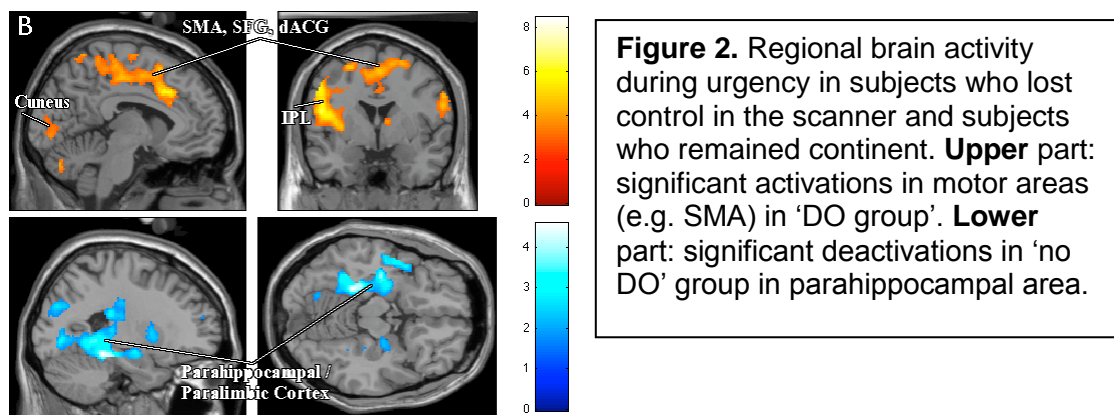 B
SMA, SFG, dACG
Cuneus
IPL
8
6
4
2
0
Parahippocampal /
Paralimbic Cortex
4
3
2
1
0
Figure 2. Regional brain activity
during urgency in subjects who lost
control in the scanner and subjects
who remained continent. Upper part:
significant activations in motor areas
(e.g. SMA) in ‘DO group’. Lower
part: significant deactivations in ‘no
DO’ group in parahippocampal area.